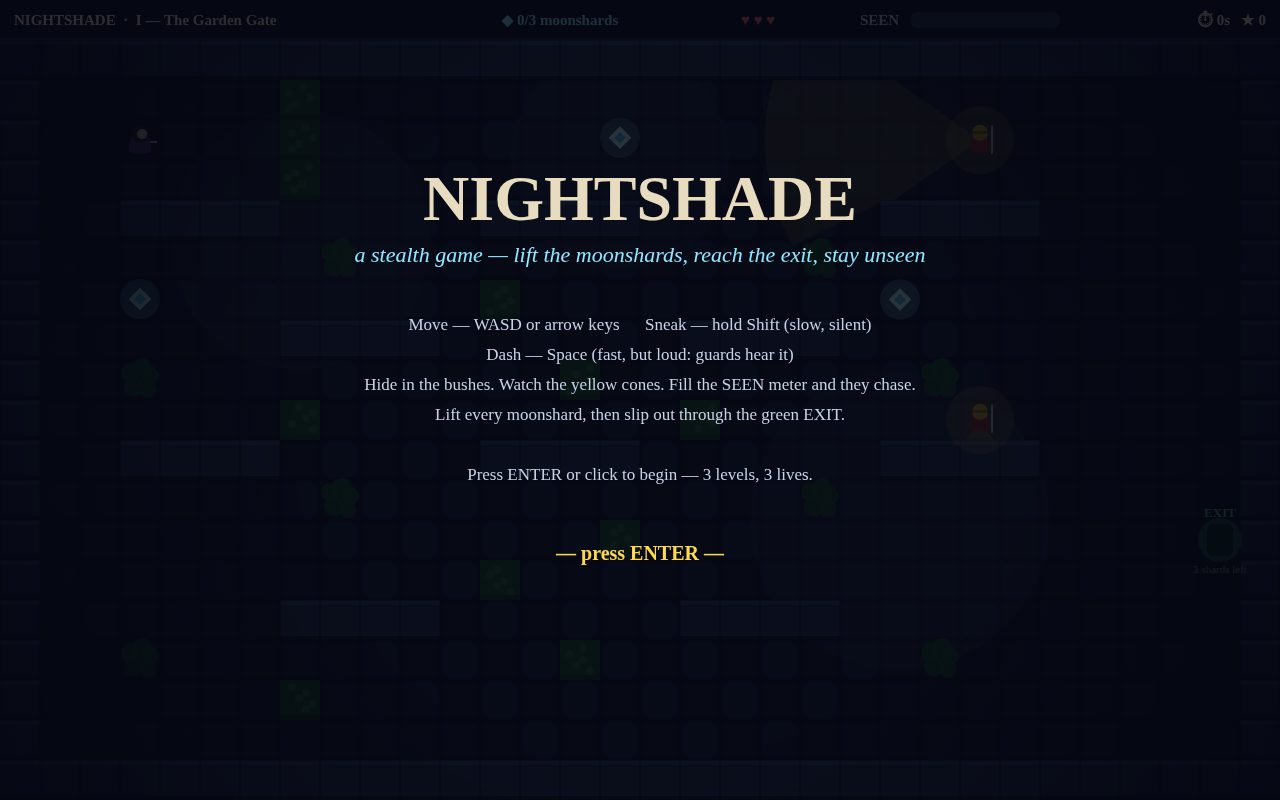 NIGHTSHADE · I — The Garden Gate
◆ 0/3 moonshards
♥ ♥ ♥
SEEN
⏱ 0s ★ 0
NIGHTSHADE
a stealth game — lift the moonshards, reach the exit, stay unseen
Move — WASD or arrow keys Sneak — hold Shift (slow, silent)
Dash — Space (fast, but loud: guards hear it)
Hide in the bushes. Watch the yellow cones. Fill the SEEN meter and they chase.
Lift every moonshard, then slip out through the green EXIT.
Press ENTER or click to begin — 3 levels, 3 lives.
EXIT
— press ENTER —
3 shards left